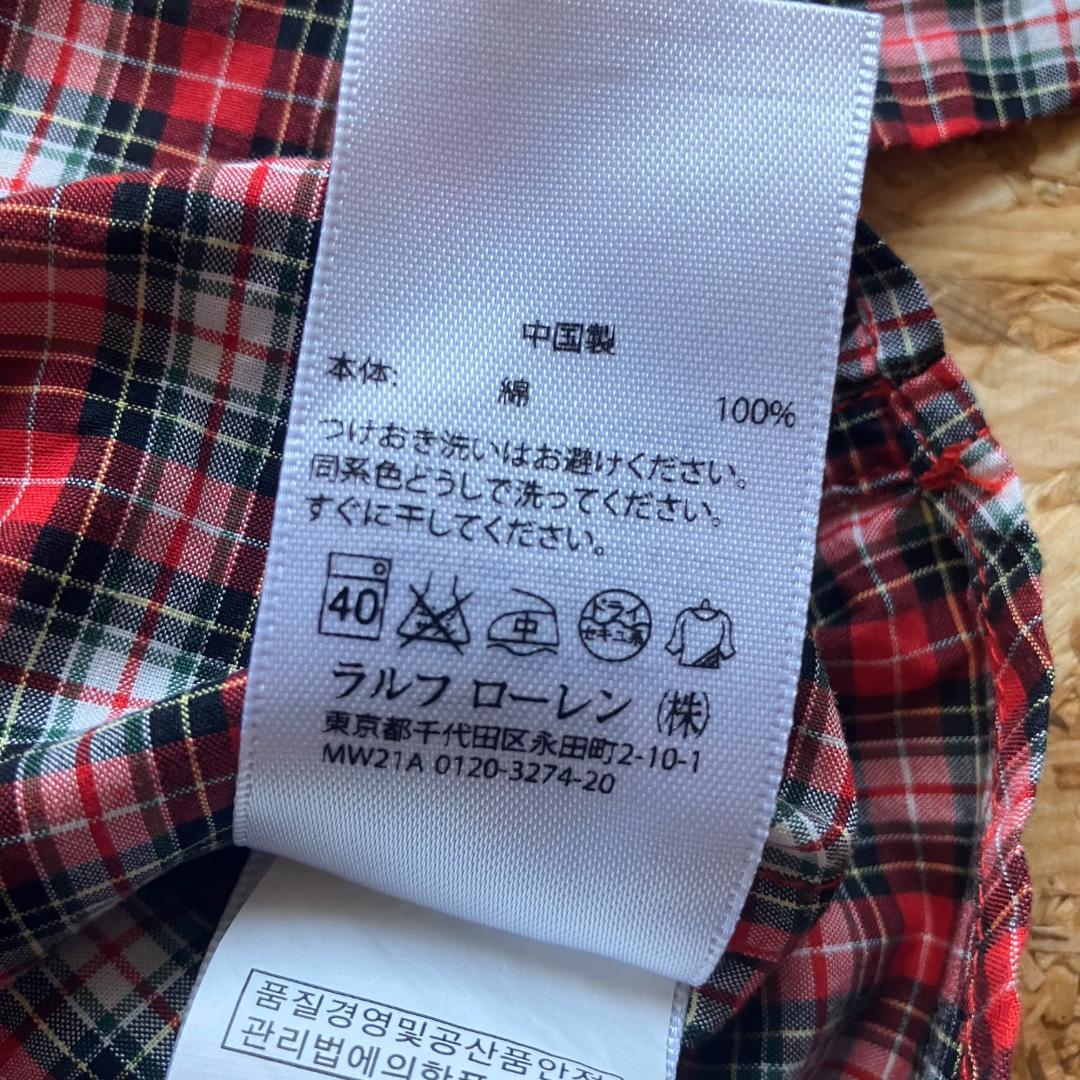 中国製
本体: 綿 100%
つけおき洗いはお避けください。
同系色どうしで洗ってください。
すぐに干してください。
40 中 ドライ セキユ系
ラルフ ローレン (株)
東京都千代田区永田町2-10-1
MW21A 0120-3274-20
품질경영및공산품안전
관리법에의한품